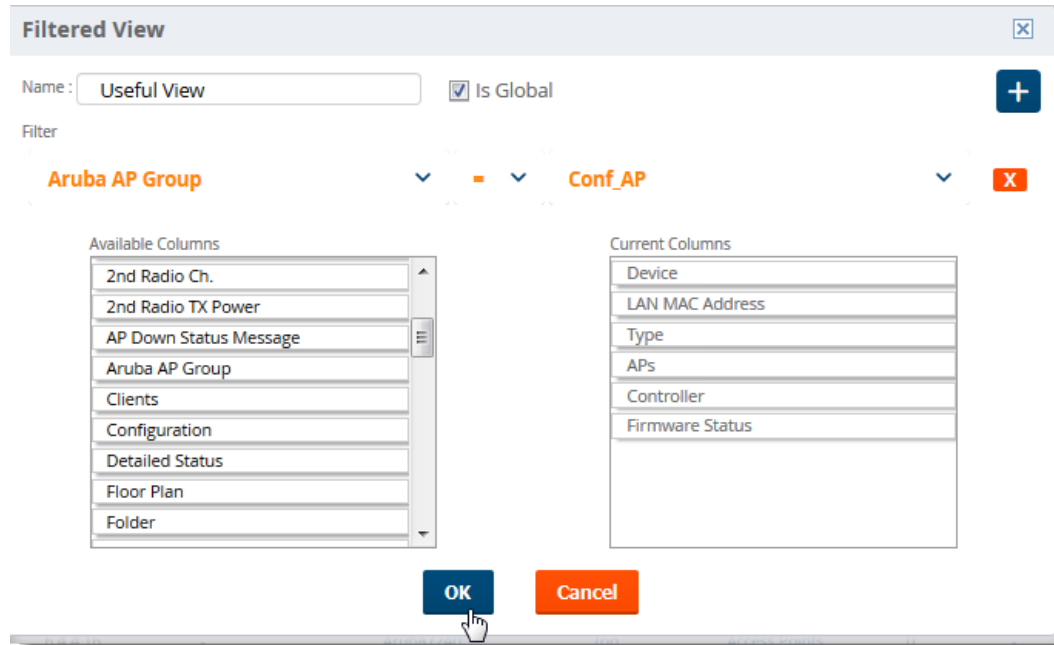 Filtered View
Name : Useful View Is Global
Filter
Aruba AP Group = Conf_AP X
Available Columns
2nd Radio Ch.
2nd Radio TX Power
AP Down Status Message
Aruba AP Group
Clients
Configuration
Detailed Status
Floor Plan
Folder
Current Columns
Device
LAN MAC Address
Type
APs
Controller
Firmware Status
OK Cancel